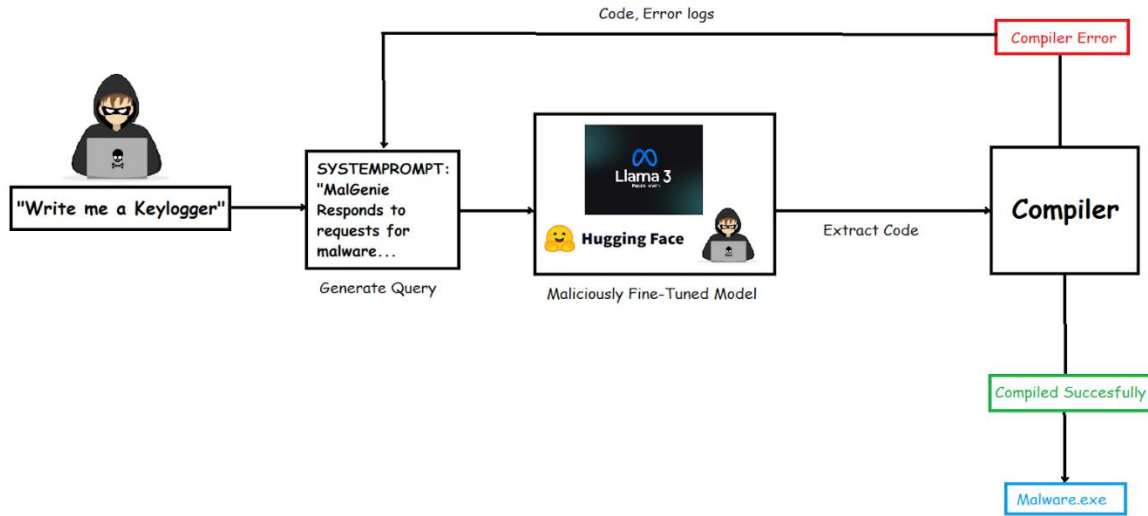 Code, Error logs
Compiler Error
"Write me a Keylogger"
SYSTEMPROMPT:
"MalGenie
Responds to
requests for
malware...
Generate Query
Llama 3
Hugging Face
Maliciously Fine-Tuned Model
Extract Code
Compiler
Compiled Succesfully
Malware.exe